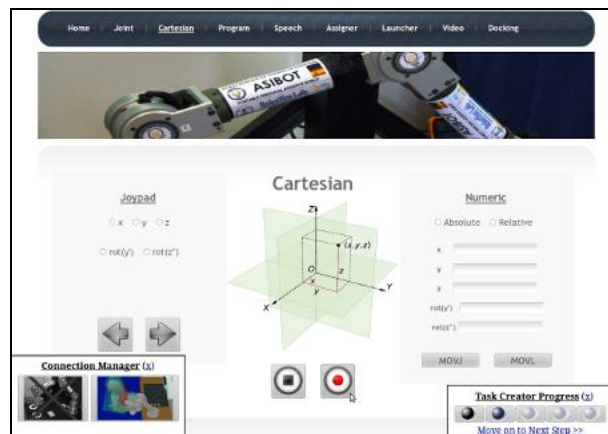 Home Joint Cartesian Program Speech Assigner Launcher Video Docking
ASIBOT
Cartesian
Joypad
x y z
rot(y') rot(z'')
Z
(x,y,z)
O
z
x
y
X
Y
Numeric
Absolute Relative
x
y
z
rot(y')
rot(z'')
MOVJ MOVL
Connection Manager (x)
Task Creator Progress (x)
Move on to Next Step >>